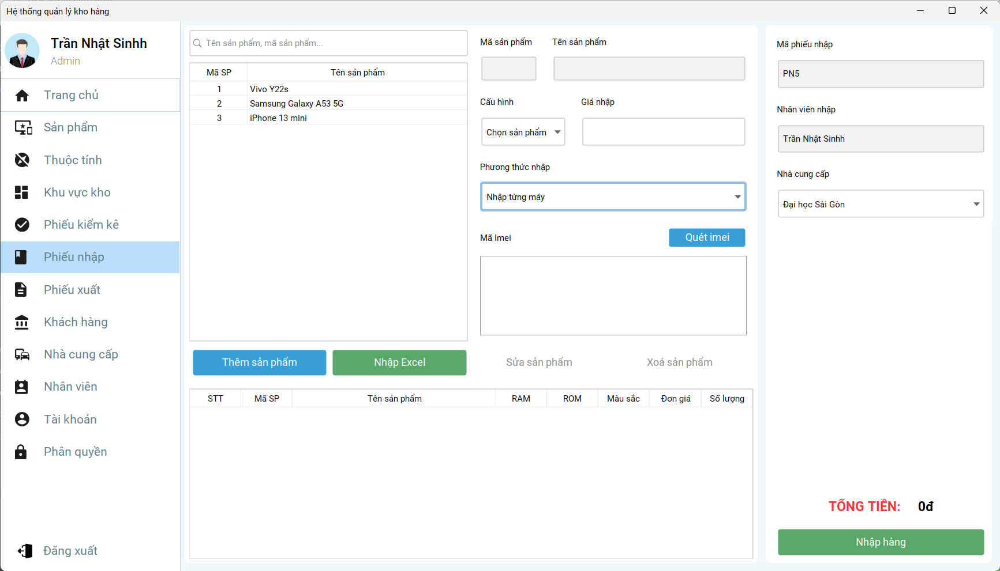 Hệ thống quản lý kho hàng
Trần Nhật Sinhh
Admin
Trang chủ
Sản phẩm
Thuộc tính
Khu vực kho
Phiếu kiểm kê
Phiếu nhập
Phiếu xuất
Khách hàng
Nhà cung cấp
Nhân viên
Tài khoản
Phân quyền
Đăng xuất
Tên sản phẩm, mã sản phẩm...
Mã SP Tên sản phẩm
1 Vivo Y22s
2 Samsung Galaxy A53 5G
3 iPhone 13 mini
Thêm sản phẩm Nhập Excel
Mã sản phẩm Tên sản phẩm
Cấu hình Giá nhập
Chọn sản phẩm
Phương thức nhập
Nhập từng máy
Mã Imei Quét imei
Sửa sản phẩm Xoá sản phẩm
STT Mã SP Tên sản phẩm RAM ROM Màu sắc Đơn giá Số lượng
Mã phiếu nhập
PN5
Nhân viên nhập
Trần Nhật Sinhh
Nhà cung cấp
Đại học Sài Gòn
TỔNG TIỀN: 0đ
Nhập hàng